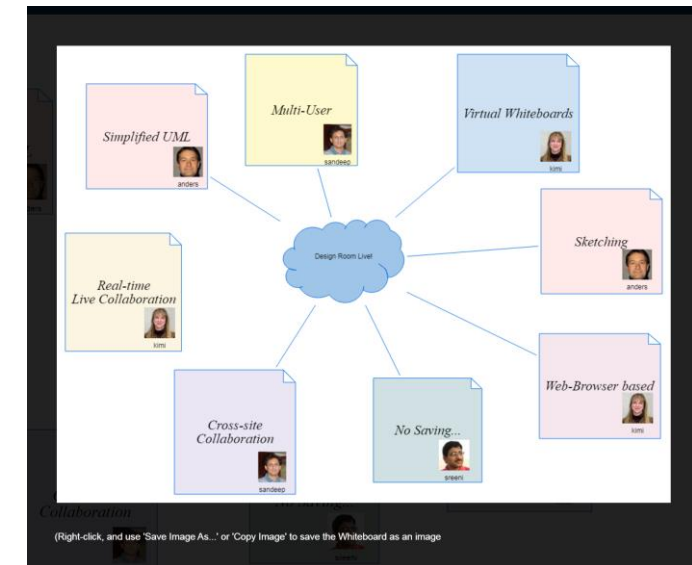 Simplified UML
anders
Multi-User
sandeep
Virtual Whiteboards
kimi
Design Room Live!
Sketching
anders
Real-time
Live Collaboration
kimi
Web-Browser based
kimi
Cross-site
Collaboration
sandeep
No Saving...
sreeni
Collaboration
No Saving...
(Right-click, and use 'Save Image As...' or 'Copy Image' to save the Whiteboard as an image